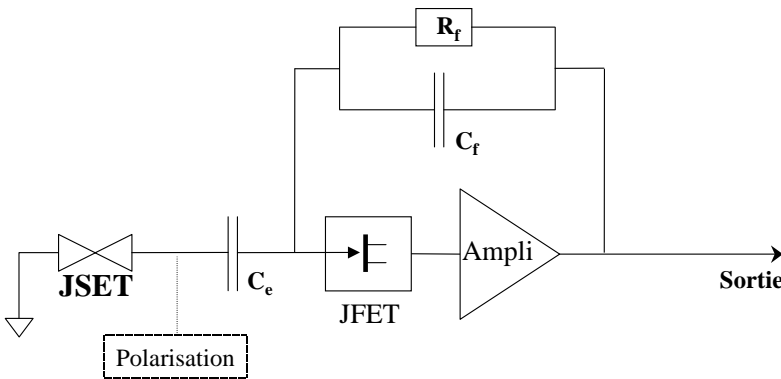 R_f
C_f
Ampli
JSET
C_e
JFET
Sortie
Polarisation